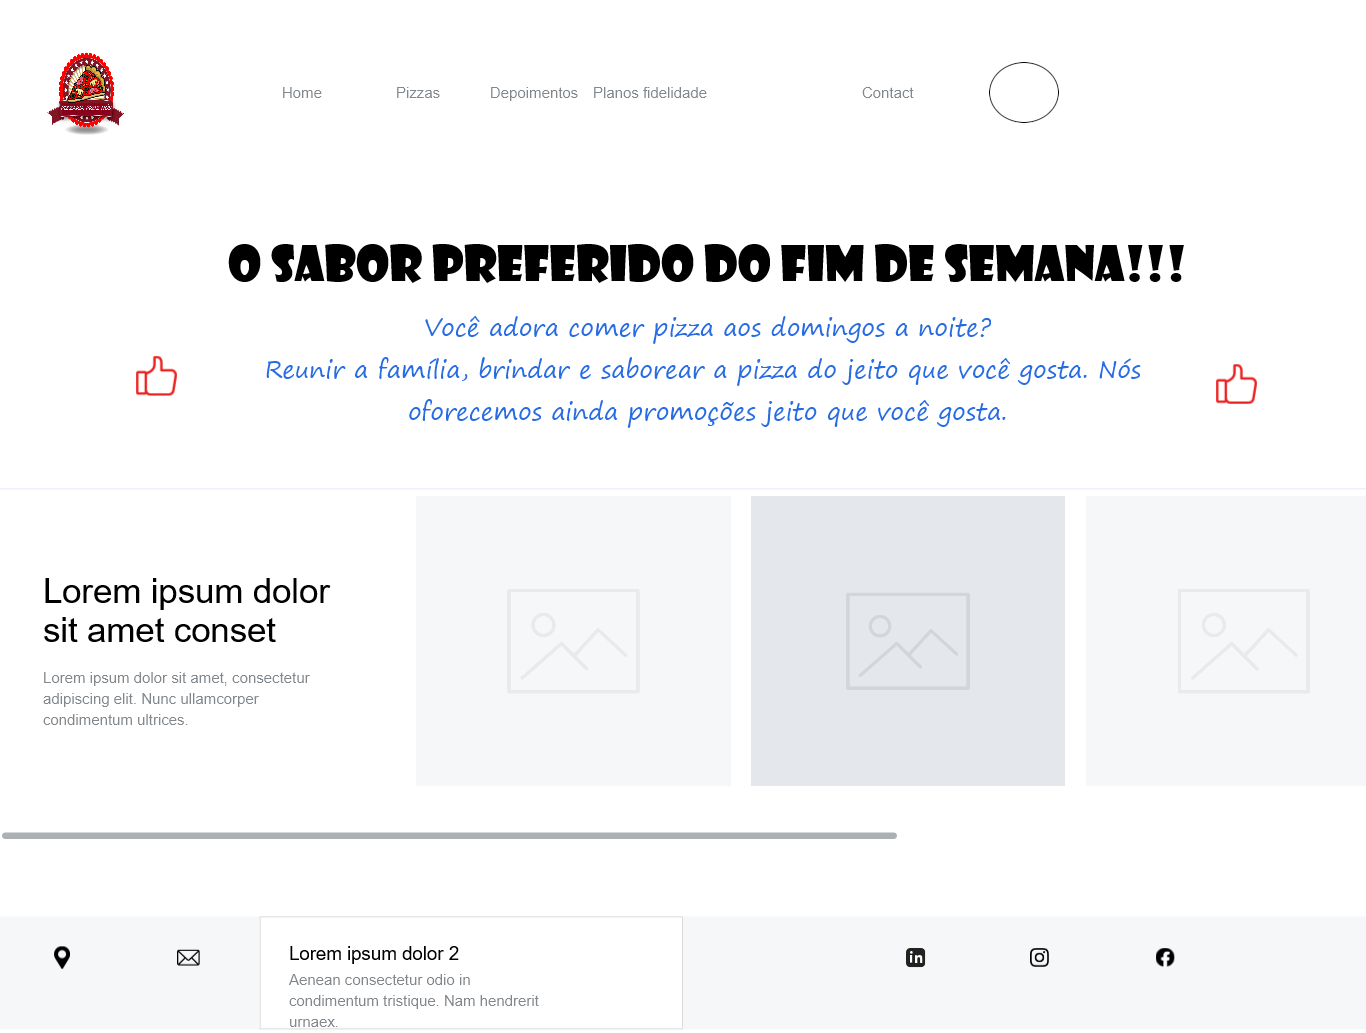 Home Pizzas Depoimentos Planos fidelidade Contact
O SABOR PREFERIDO DO FIM DE SEMANA!!!
Você adora comer pizza aos domingos a noite?
Reunir a família, brindar e saborear a pizza do jeito que você gosta. Nós
oforecemos ainda promoções jeito que você gosta.
Lorem ipsum dolor
sit amet conset
Lorem ipsum dolor sit amet, consectetur
adipiscing elit. Nunc ullamcorper
condimentum ultrices.
Lorem ipsum dolor 2
Aenean consectetur odio in
condimentum tristique. Nam hendrerit
urnaex.